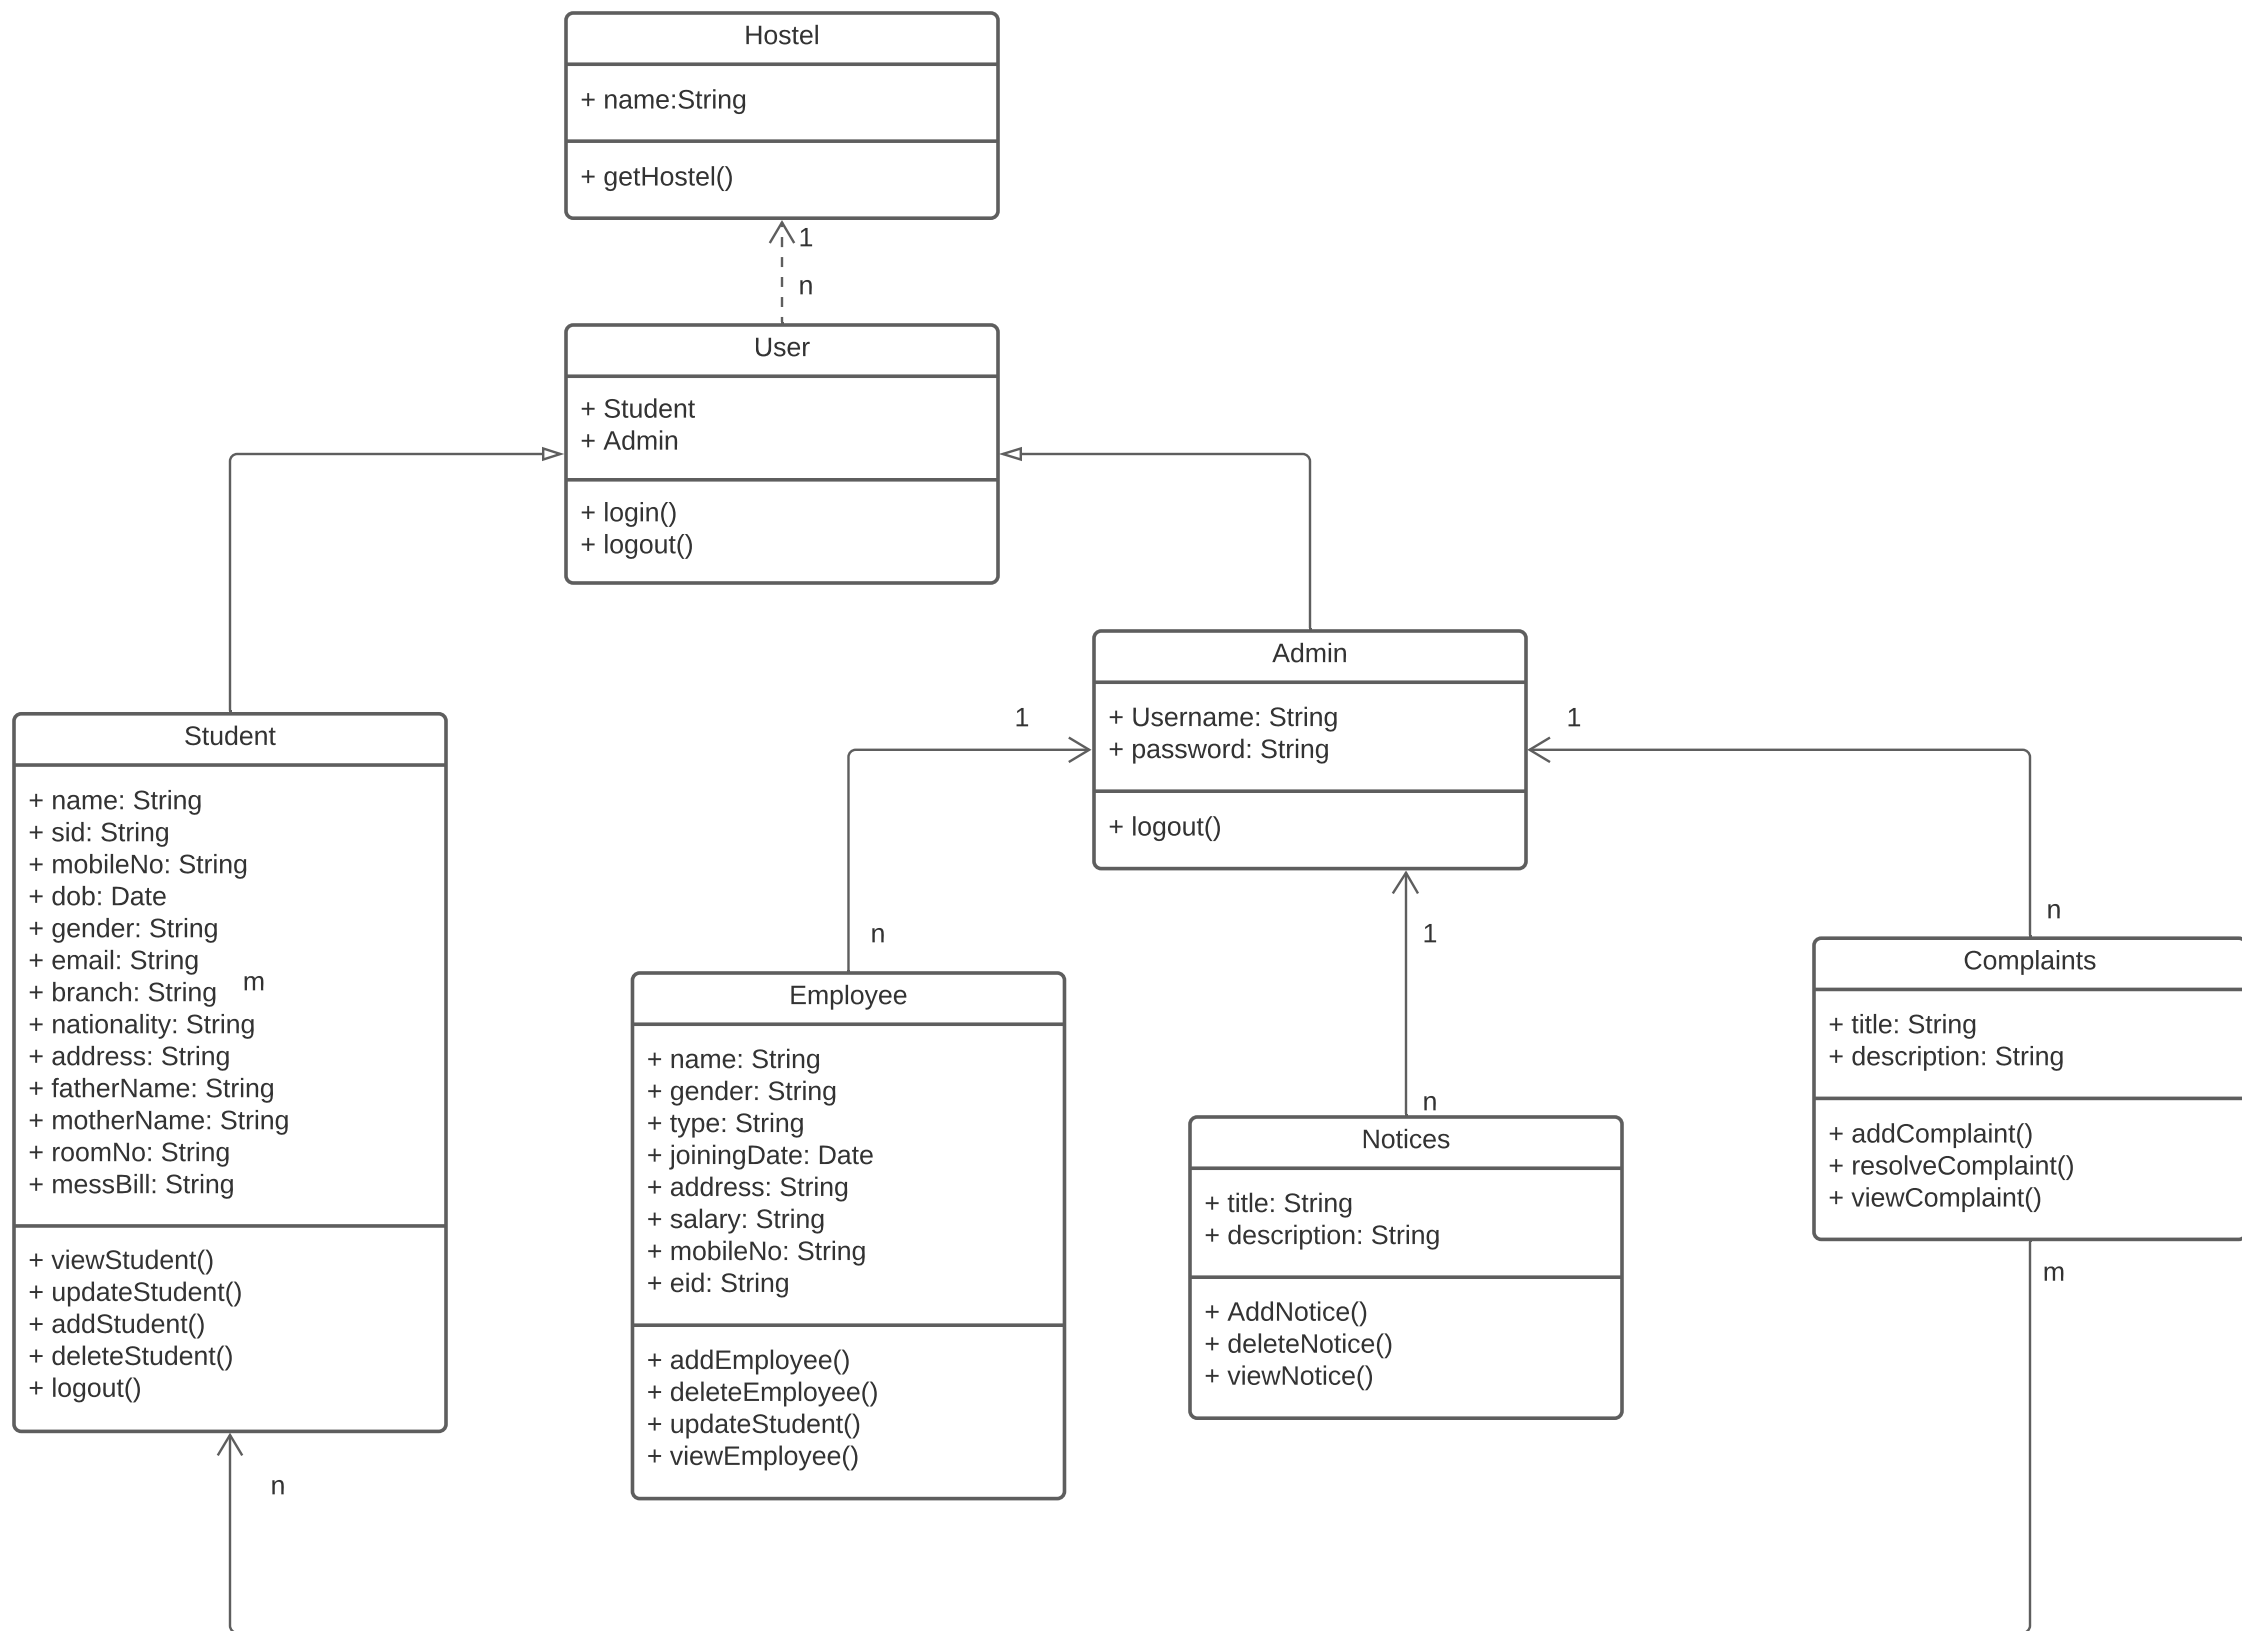 Hostel
+ name:String
+ getHostel()
1
n
User
+ Student
+ Admin
+ login()
+ logout()
Admin
+ Username: String
+ password: String
+ logout()
1
1
Student
+ name: String
+ sid: String
+ mobileNo: String
+ dob: Date
+ gender: String
+ email: String
+ branch: String
m
+ nationality: String
+ address: String
+ fatherName: String
+ motherName: String
+ roomNo: String
+ messBill: String
+ viewStudent()
+ updateStudent()
+ addStudent()
+ deleteStudent()
+ logout()
n
n
Employee
+ name: String
+ gender: String
+ type: String
+ joiningDate: Date
+ address: String
+ salary: String
+ mobileNo: String
+ eid: String
+ addEmployee()
+ deleteEmployee()
+ updateStudent()
+ viewEmployee()
1
n
Notices
+ title: String
+ description: String
+ AddNotice()
+ deleteNotice()
+ viewNotice()
n
Complaints
+ title: String
+ description: String
+ addComplaint()
+ resolveComplaint()
+ viewComplaint()
m